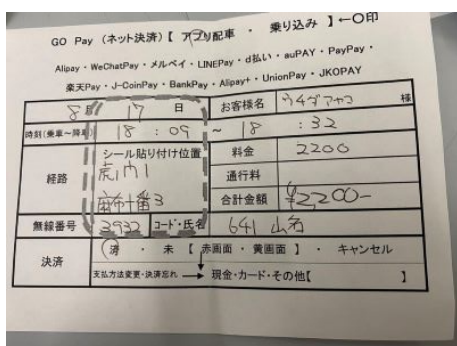 GO Pay (ネット決済)【 アプリ配車 ・ 乗り込み 】←〇印
Alipay・WeChatPay・メルペイ・LINEPay・d払い・auPAY・PayPay・
楽天Pay・J-CoinPay・BankPay・Alipay+・UnionPay・JKOPAY
8月 17 日 お客様名 様
時刻(乗車~降車) 18 : 09 ~ 18 : 32
経路 シール貼り付け位置 料金 2200
虎ノ門1 通行料
麻布十番3 合計金額 ¥2200-
無線番号 3932 コード・氏名 641 山名
決済 済 ・ 未 【 赤画面 ・ 黄画面 】 ・ キャンセル
支払方法変更・決済忘れ → 現金・カード・その他【 】